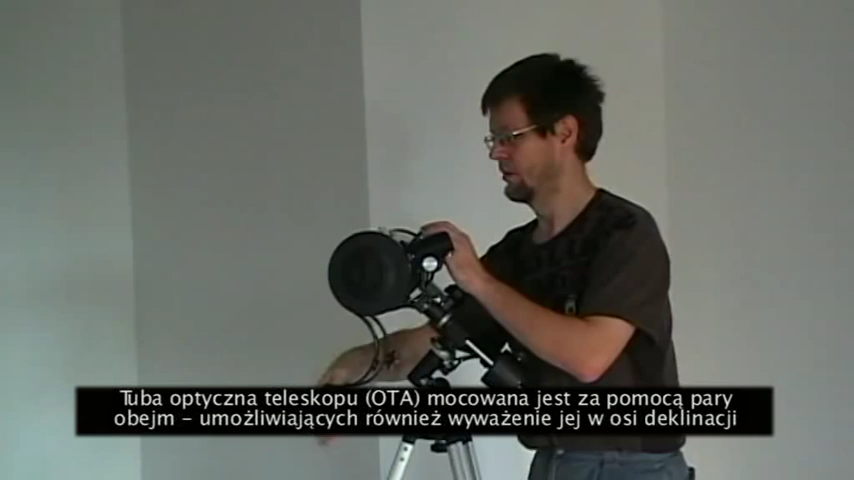 Tuba optyczna teleskopu (OTA) mocowana jest za pomocą pary
obejm - umożliwiających również wyważenie jej w osi deklinacji